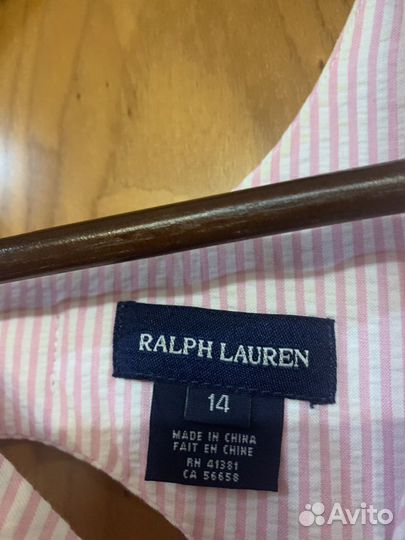 RALPH LAUREN
14
MADE IN CHINA
FAIT EN CHINE
RN 41381
CA 56658
Avito